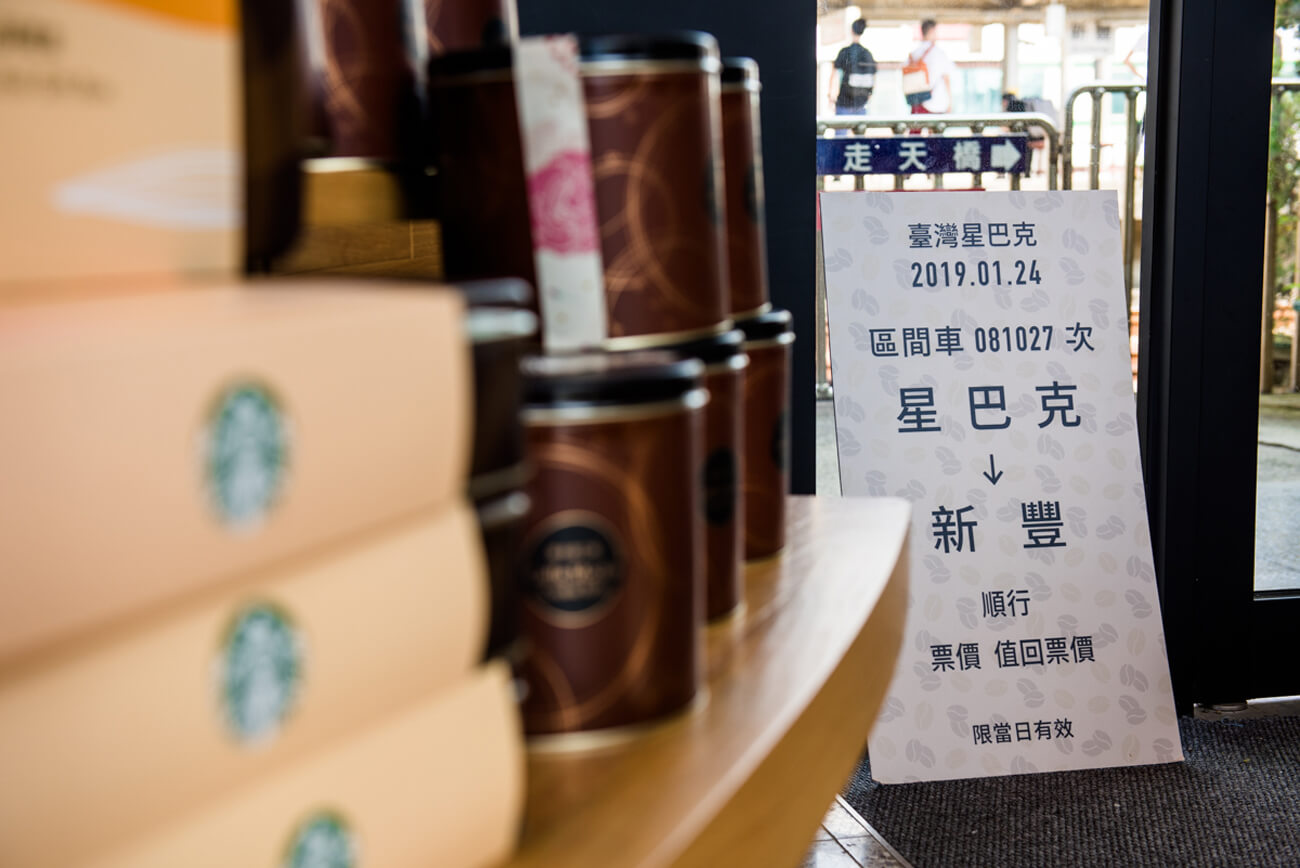 走天橋
臺灣星巴克
2019.01.24
區間車 081027 次
星巴克
↓
新豐
順行
票價 值回票價
限當日有效